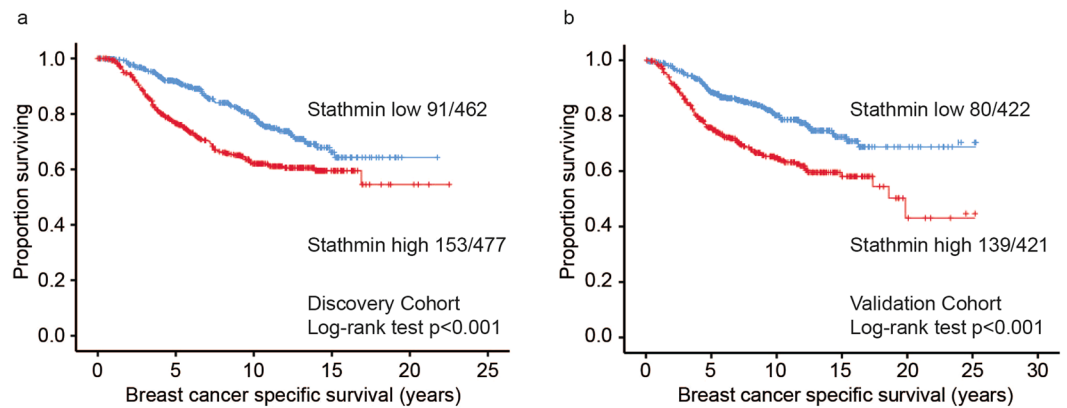 a
Proportion surviving
1.0
0.8
0.6
0.4
0.2
0.0
Stathmin low 91/462
Stathmin high 153/477
Discovery Cohort
Log-rank test p<0.001
0 5 10 15 20 25
Breast cancer specific survival (years)
b
Proportion surviving
1.0
0.8
0.6
0.4
0.2
0.0
Stathmin low 80/422
Stathmin high 139/421
Validation Cohort
Log-rank test p<0.001
0 5 10 15 20 25 30
Breast cancer specific survival (years)